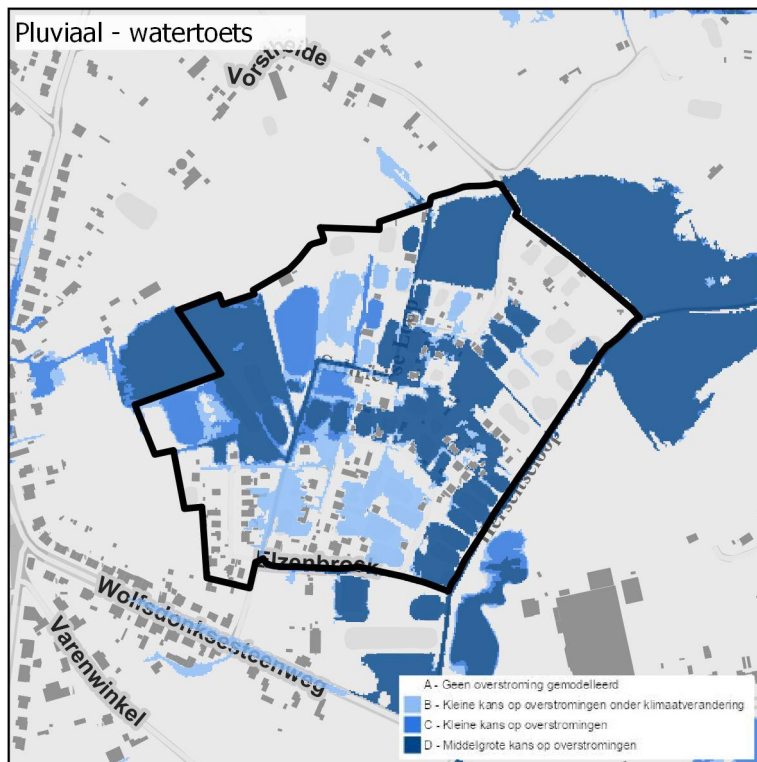 Pluviaal - watertoets
Vorstheide
Elzenbroek
Wolfsdonksesteenweg
Varenwinkel
A - Geen overstroming gemodelleerd
B - Kleine kans op overstromingen onder klimaatverandering
C - Kleine kans op overstromingen
D - Middelgrote kans op overstromingen